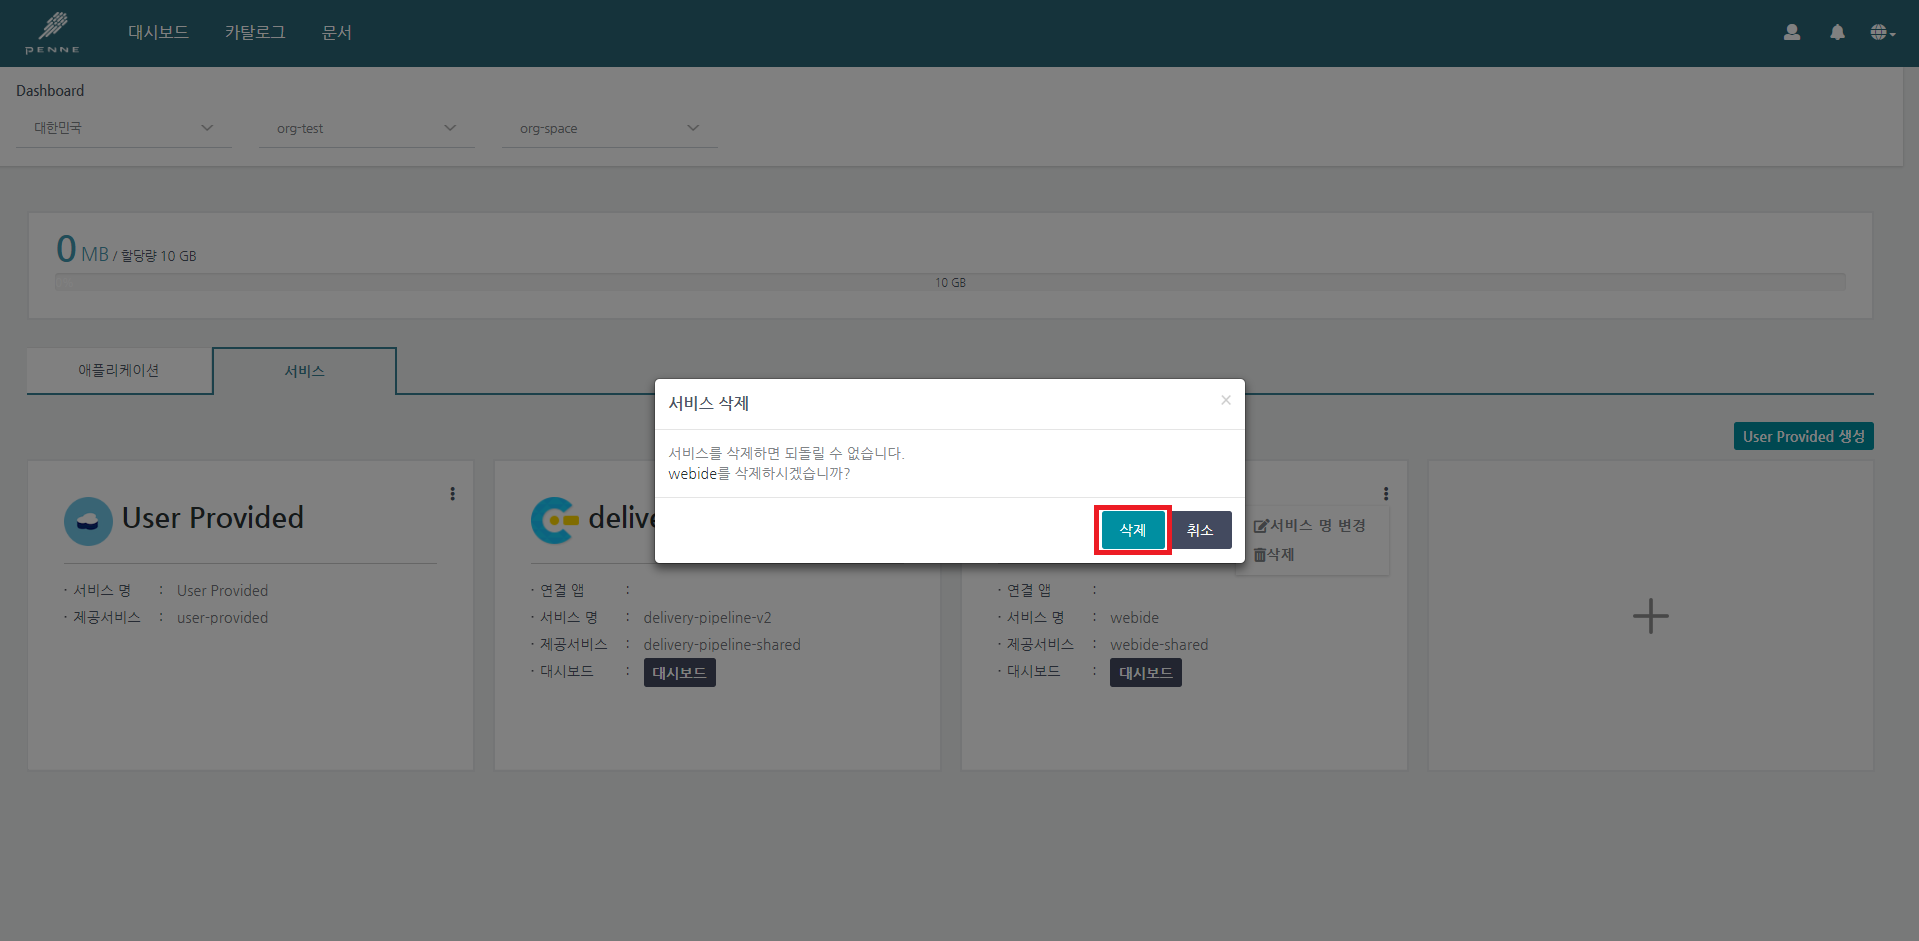 PENNE
대시보드 카탈로그 문서
Dashboard
대한민국 org-test org-space
0 MB / 할당량 10 GB
10 GB
애플리케이션 서비스
User Provided 생성
서비스 삭제 ×
서비스를 삭제하면 되돌릴 수 없습니다.
webide를 삭제하시겠습니까?
삭제 취소
User Provided
· 서비스 명 : User Provided
· 제공서비스 : user-provided
delive
· 연결 앱 :
· 서비스 명 : delivery-pipeline-v2
· 제공서비스 : delivery-pipeline-shared
· 대시보드 : 대시보드
서비스 명 변경
삭제
· 연결 앱 :
· 서비스 명 : webide
· 제공서비스 : webide-shared
· 대시보드 : 대시보드